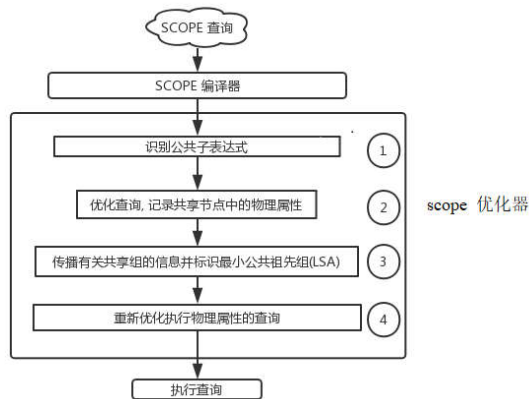 SCOPE 查询
SCOPE 编译器
识别公共子表达式
1
优化查询, 记录共享节点中的物理属性
2
scope 优化器
传播有关共享组的信息并标识最小公共祖先组(LSA)
3
重新优化执行物理属性的查询
4
执行查询